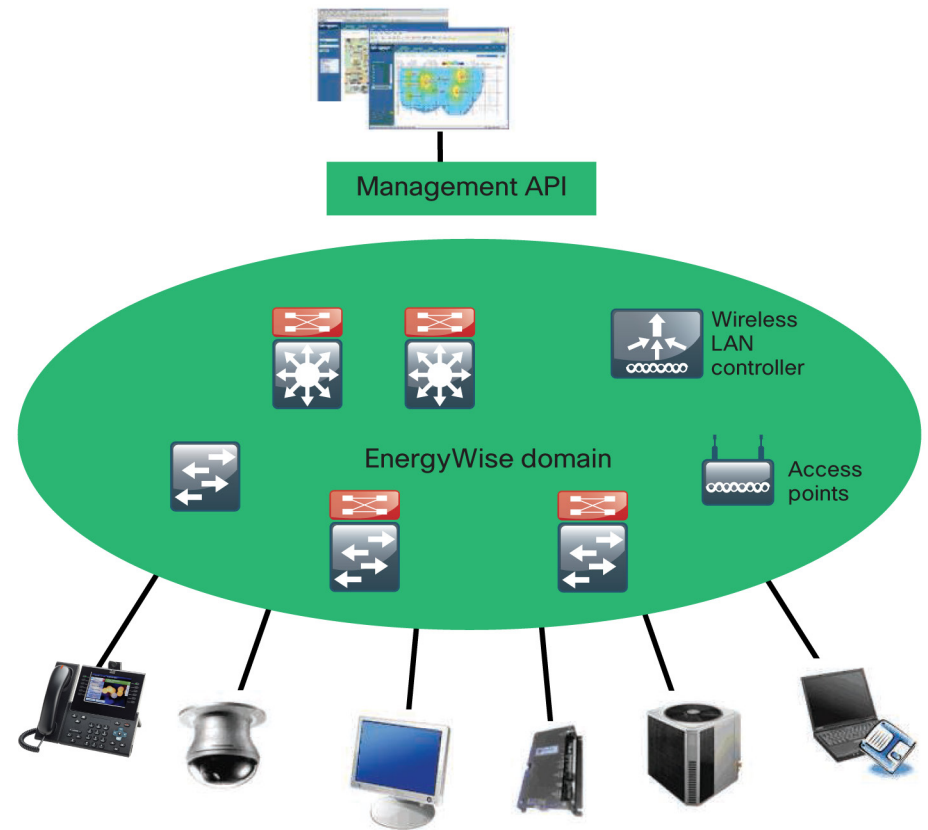 Management API
Wireless
LAN
controller
EnergyWise domain
Access
points